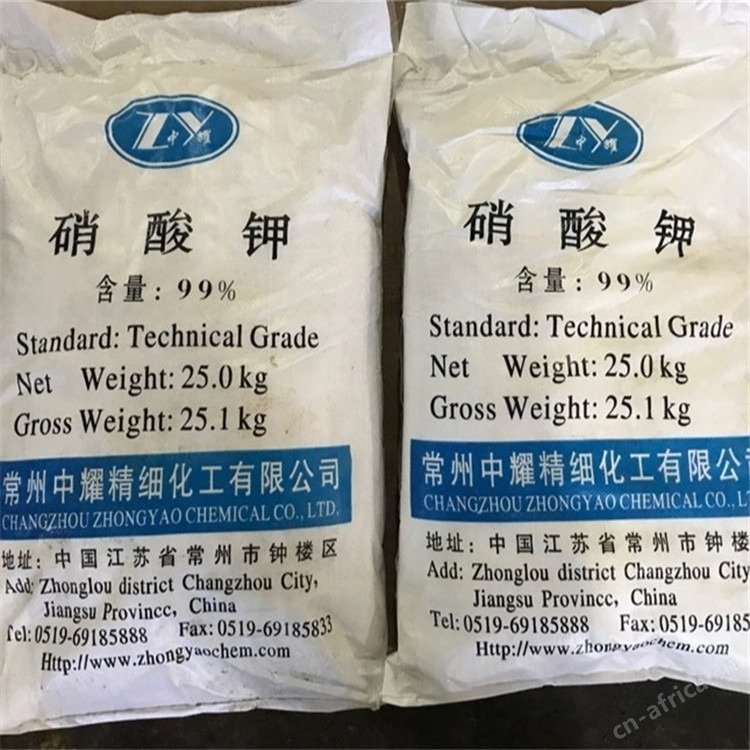 ZY
中 耀
硝酸钾
含量: 99%
Standard: Technical Grade
Net Weight: 25.0 kg
Gross Weight: 25.1 kg
常州中耀精细化工有限公司
CHANGZHOU ZHONGYAO CHEMICAL CO., LTD.
地址: 中国江苏省常州市钟楼区
Add: Zhonglou district Changzhou City,
Jiangsu Provincc, China
Tel: 0519-69185888 Fax: 0519-69185833
Http://www.zhongyaochem.com
ZY
中 耀
硝酸钾
含量: 99%
Standard: Technical Grade
Net Weight: 25.0 kg
Gross Weight: 25.1 kg
常州中耀精细化工有限公
CHANGZHOU ZHONGYAO CHEMICAL CO., L
地址: 中国江苏省常州市钟楼
Add: Zhonglou district Changzhou City,
Jiangsu Provincc, China
Tel: 0519-69185888 Fax: 0519-6918
Http://www.zhongyaochem.com
cn-africa